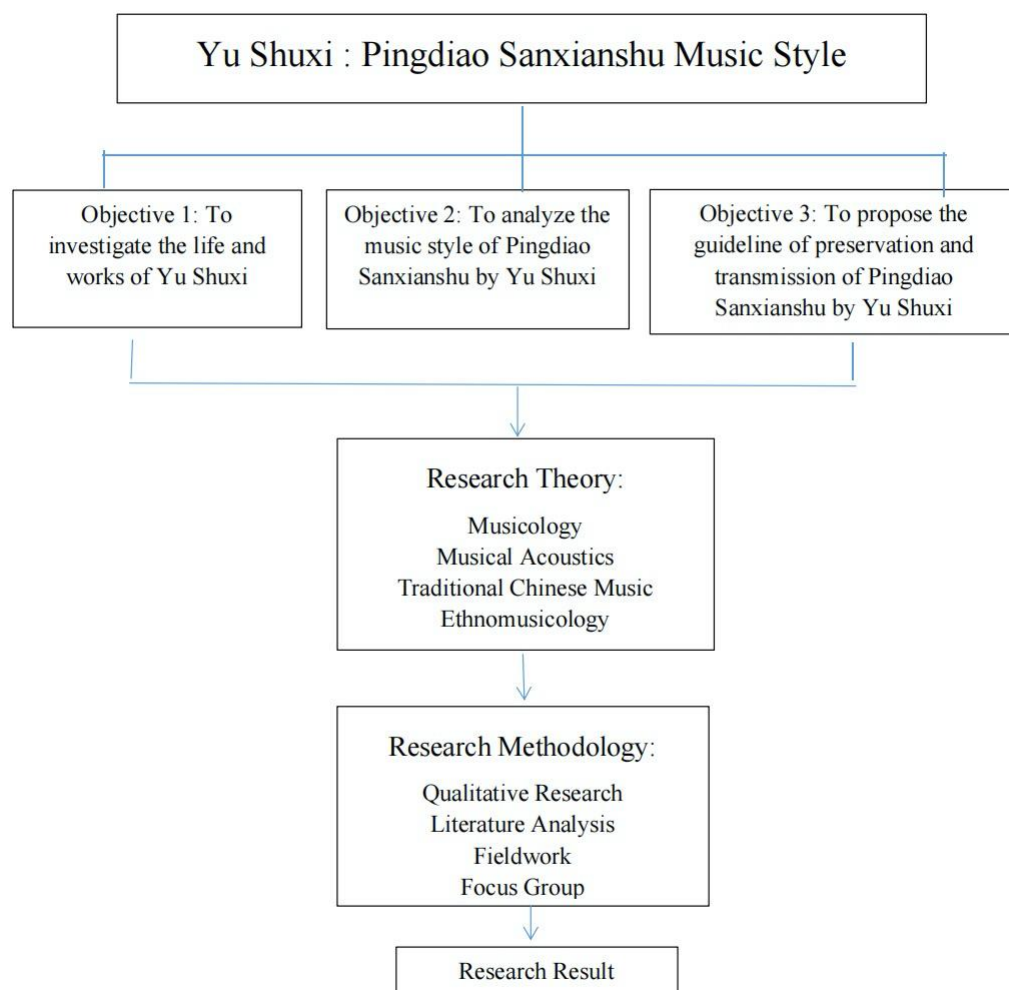 Yu Shuxi : Pingdiao Sanxianshu Music Style
Objective 1: To
investigate the life and
works of Yu Shuxi
Objective 2: To analyze the
music style of Pingdiao
Sanxianshu by Yu Shuxi
Objective 3: To propose the
guideline of preservation and
transmission of Pingdiao
Sanxianshu by Yu Shuxi
Research Theory:
Musicology
Musical Acoustics
Traditional Chinese Music
Ethnomusicology
Research Methodology:
Qualitative Research
Literature Analysis
Fieldwork
Focus Group
Research Result